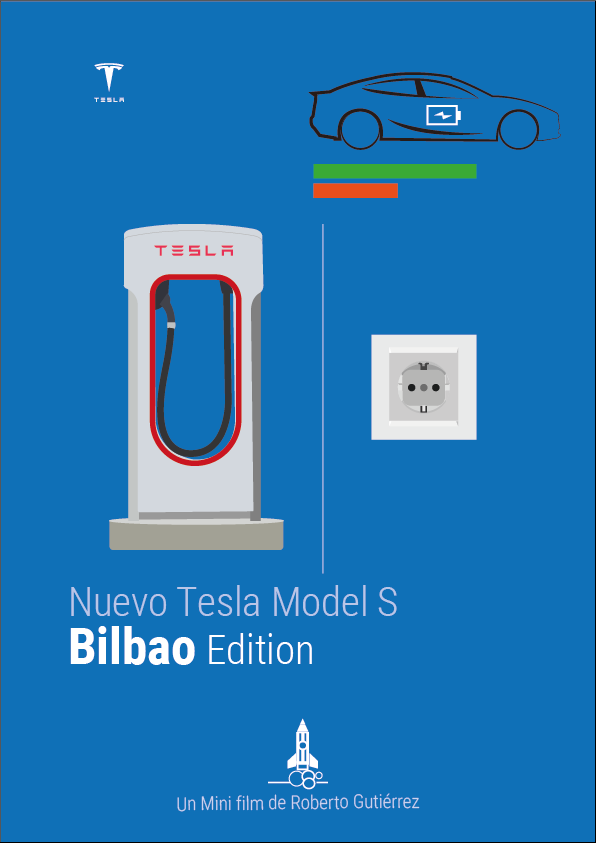 TESLA
TESLA
Nuevo Tesla Model S
Bilbao Edition
Un Mini film de Roberto Gutiérrez